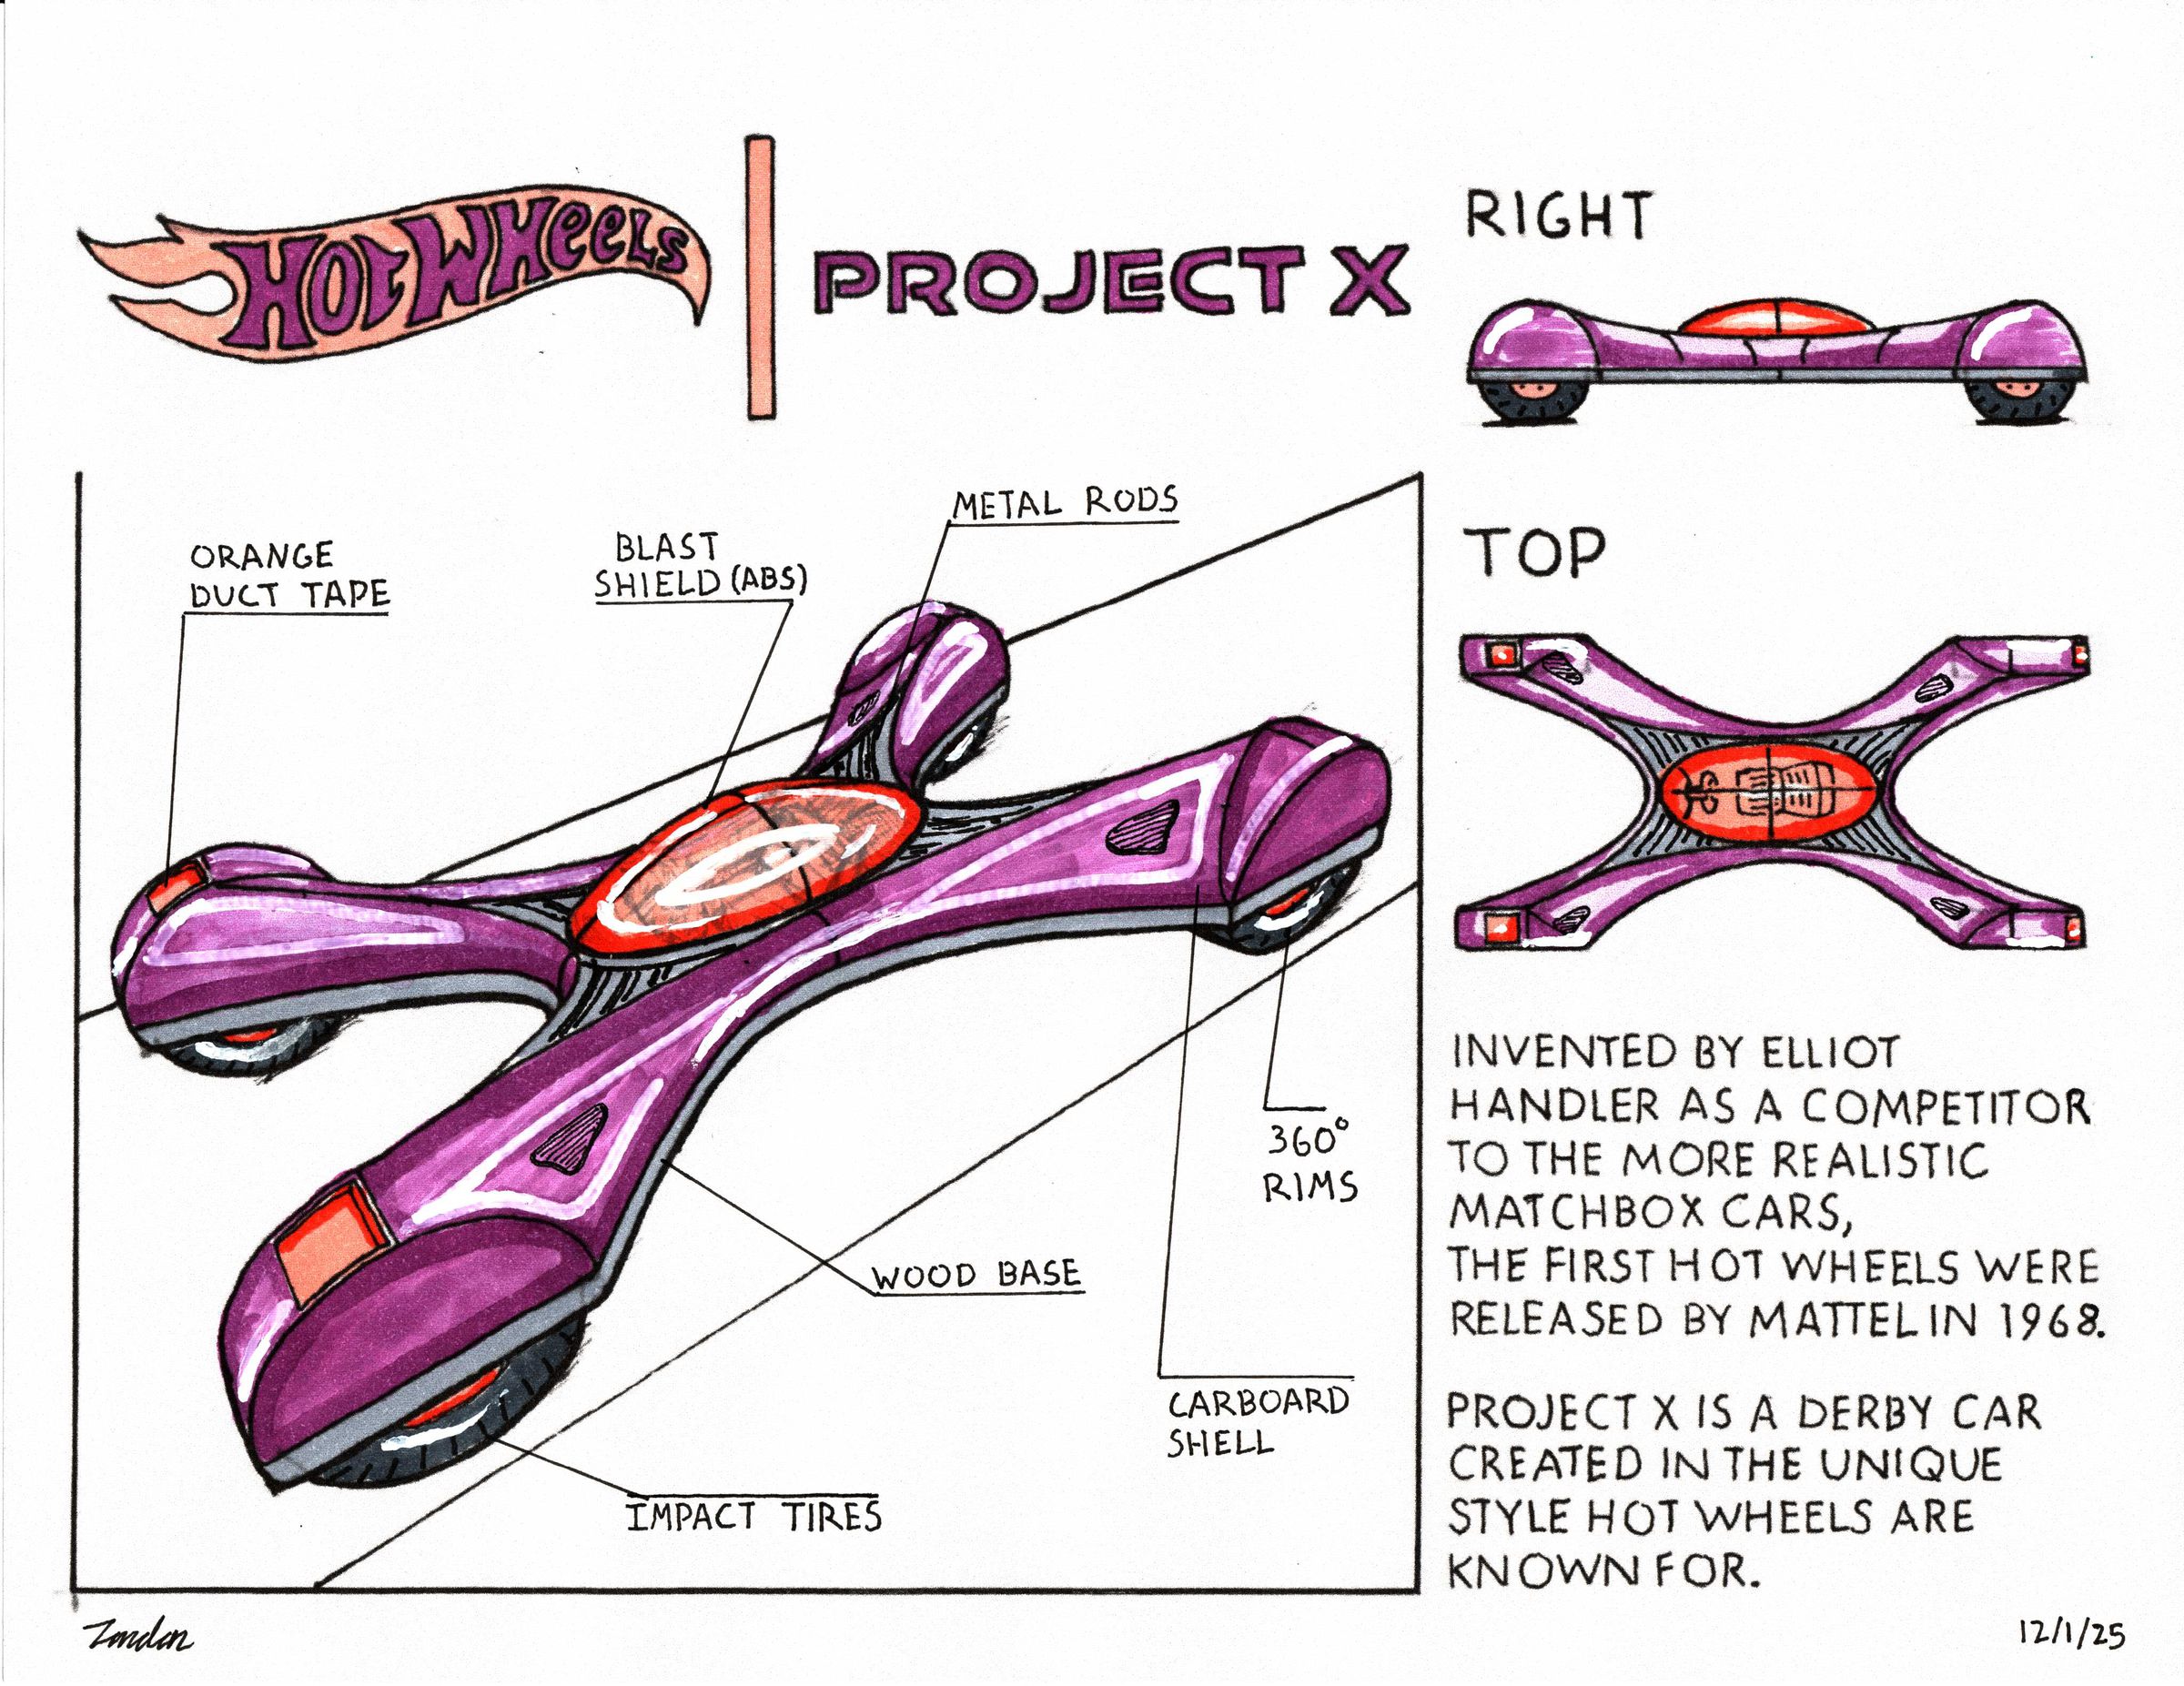 HOT WHEELS
PROJECT X
RIGHT
ORANGE
DUCT TAPE
BLAST
SHIELD (ABS)
METAL RODS
TOP
360°
RIMS
WOOD BASE
CARBOARD
SHELL
IMPACT TIRES
INVENTED BY ELLIOT
HANDLER AS A COMPETITOR
TO THE MORE REALISTIC
MATCHBOX CARS,
THE FIRST HOT WHEELS WERE
RELEASED BY MATTEL IN 1968.
PROJECT X IS A DERBY CAR
CREATED IN THE UNIQUE
STYLE HOT WHEELS ARE
KNOWN FOR.
12/1/25